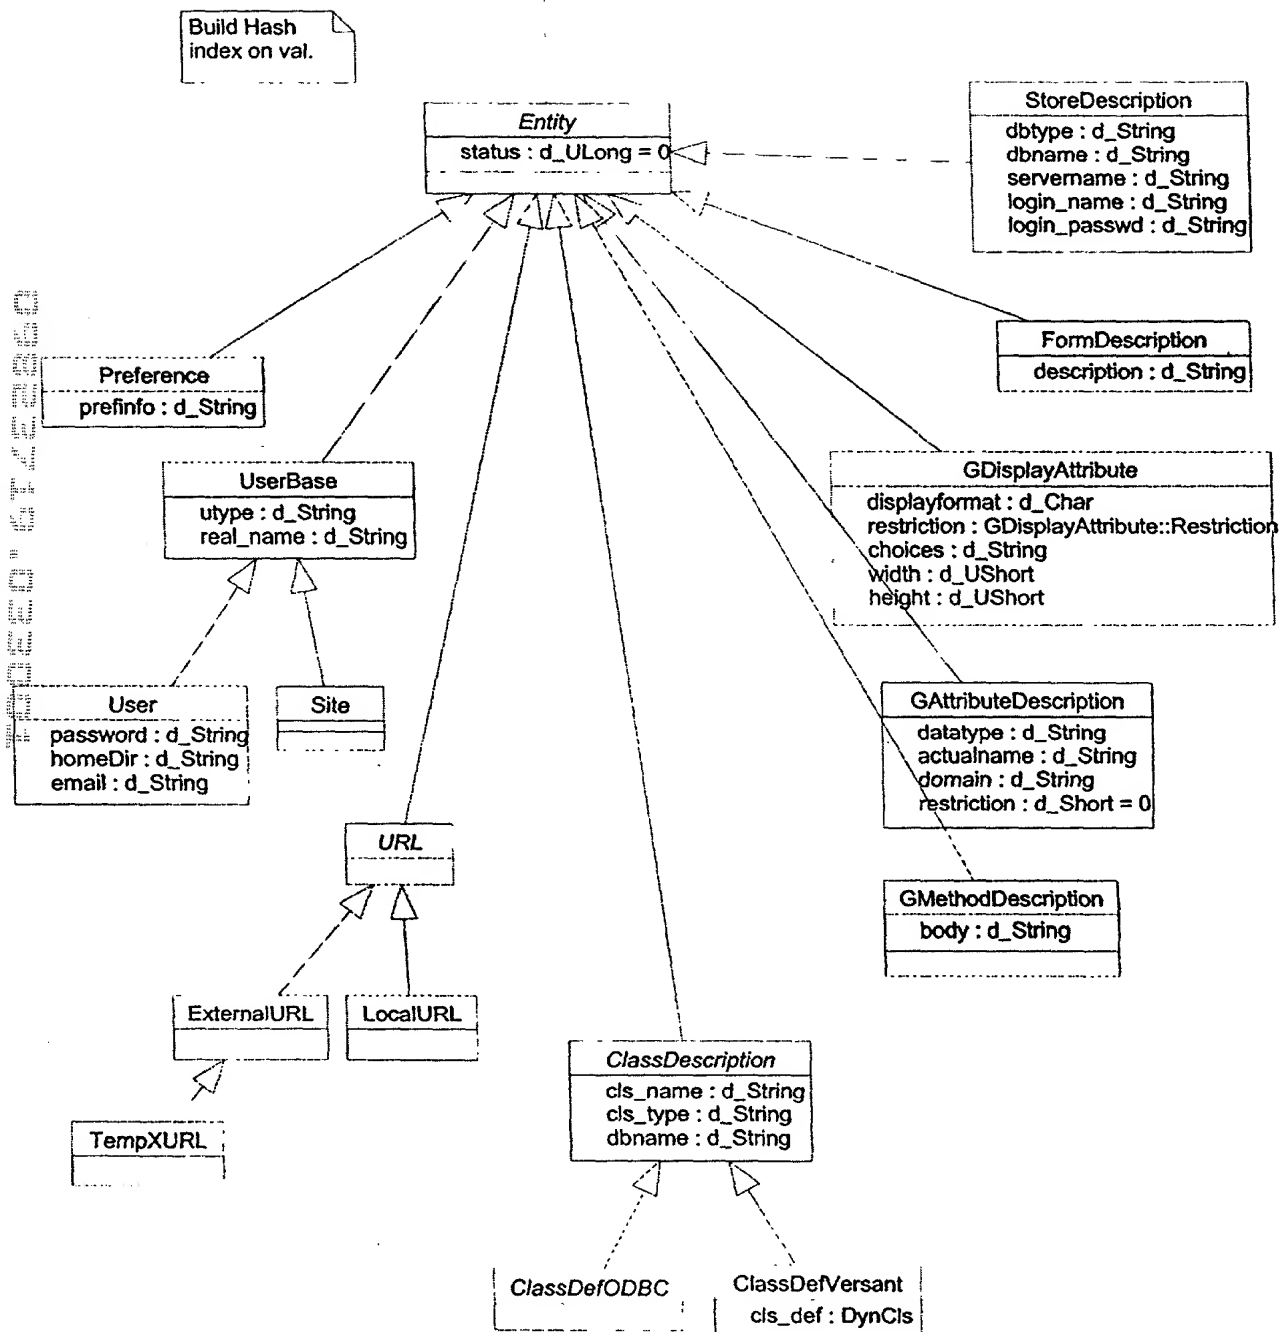 Build Hash
index on val.
Entity
status : d_ULong = 0
StoreDescription
dbtype : d_String
dbname : d_String
servername : d_String
login_name : d_String
login_passwd : d_String
FormDescription
description : d_String
Preference
prefinfo : d_String
UserBase
utype : d_String
real_name : d_String
GDisplayAttribute
displayformat : d_Char
restriction : GDisplayAttribute::Restriction
choices : d_String
width : d_UShort
height : d_UShort
User
password : d_String
homeDir : d_String
email : d_String
Site
GAttributeDescription
datatype : d_String
actualname : d_String
domain : d_String
restriction : d_Short = 0
URL
GMethodDescription
body : d_String
ExternalURL
LocalURL
ClassDescription
cls_name : d_String
cls_type : d_String
dbname : d_String
TempXURL
ClassDefODBC
ClassDefVersant
cls_def : DynCls